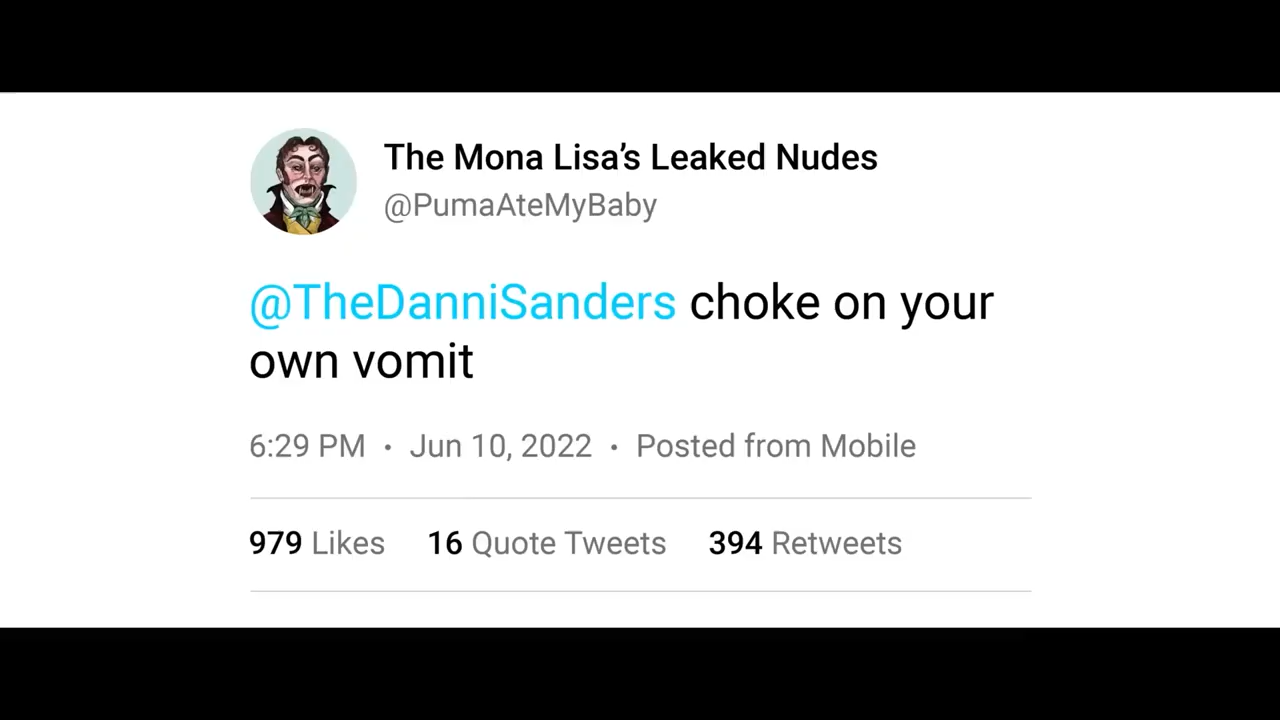 The Mona Lisa’s Leaked Nudes
@PumaAteMyBaby
@TheDanniSanders choke on your
own vomit
6:29 PM • Jun 10, 2022 • Posted from Mobile
979 Likes 16 Quote Tweets 394 Retweets